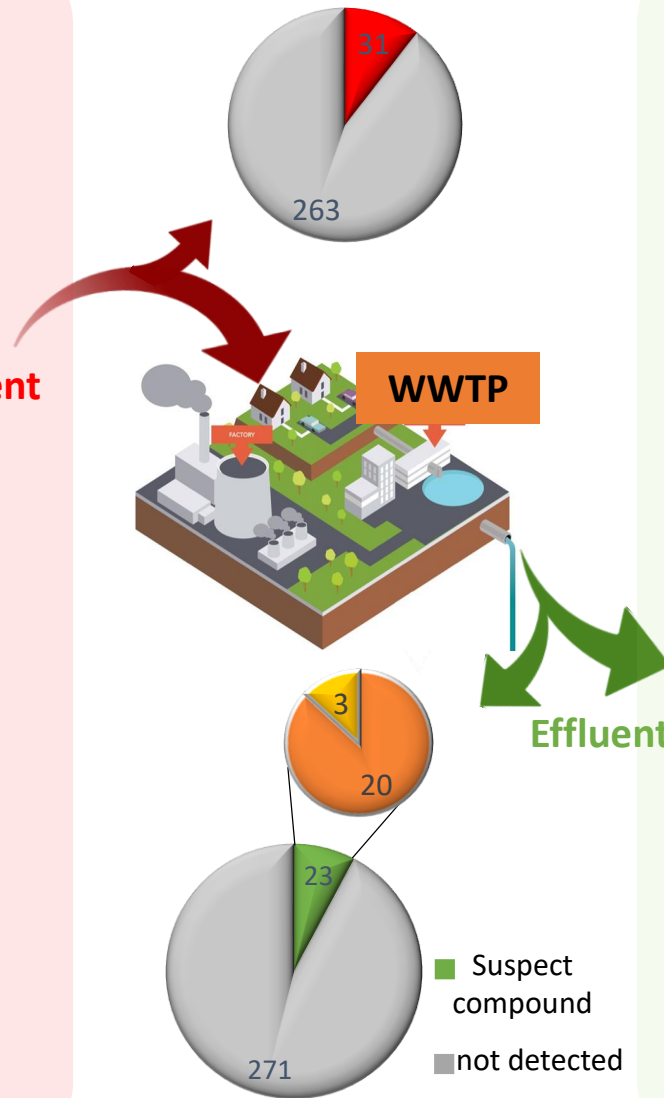 31
263
ent
WWTP
FACTORY
3
20
Effluent
23
Suspect
compound
271
not detected